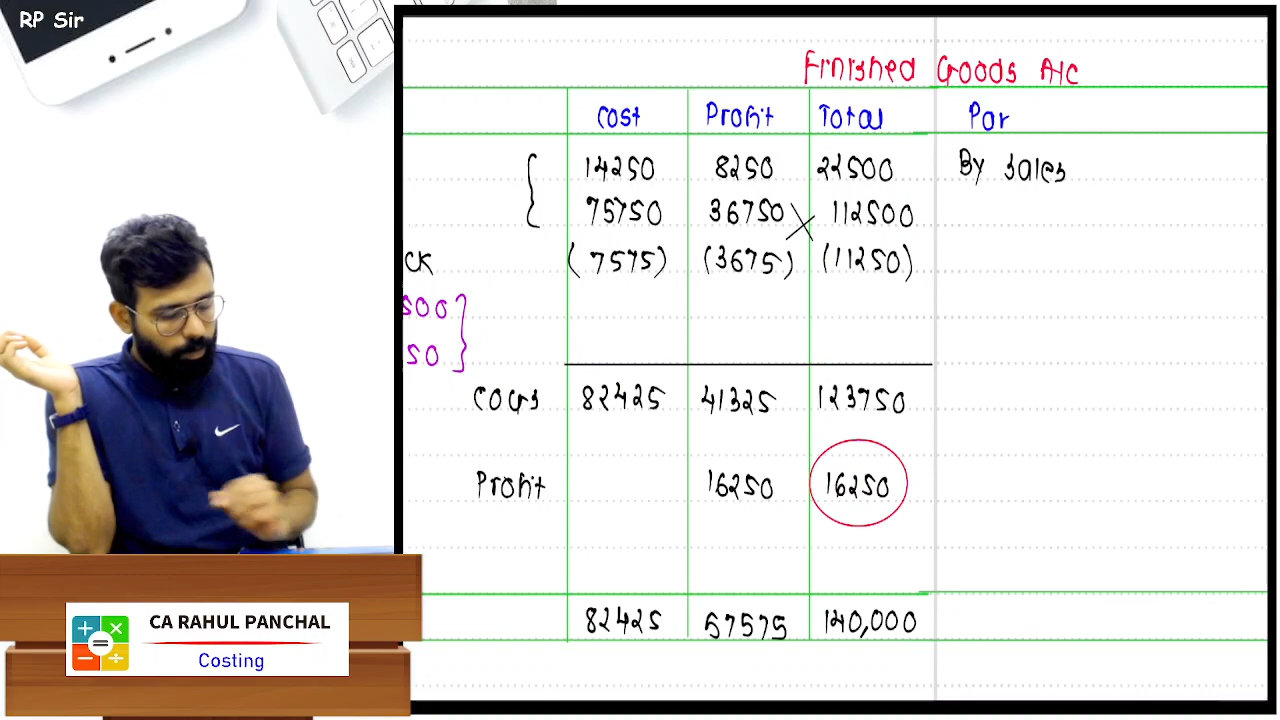 RP Sir
Finished Goods A/c
Cost Profit Total Par
14250 8250 22500 By sales
75750 36750 112500
CK (7575) (3675) (11250)
500
50
COGS 82425 41325 123750
Profit 16250 16250
82425 57575 140,000
CA RAHUL PANCHAL
Costing